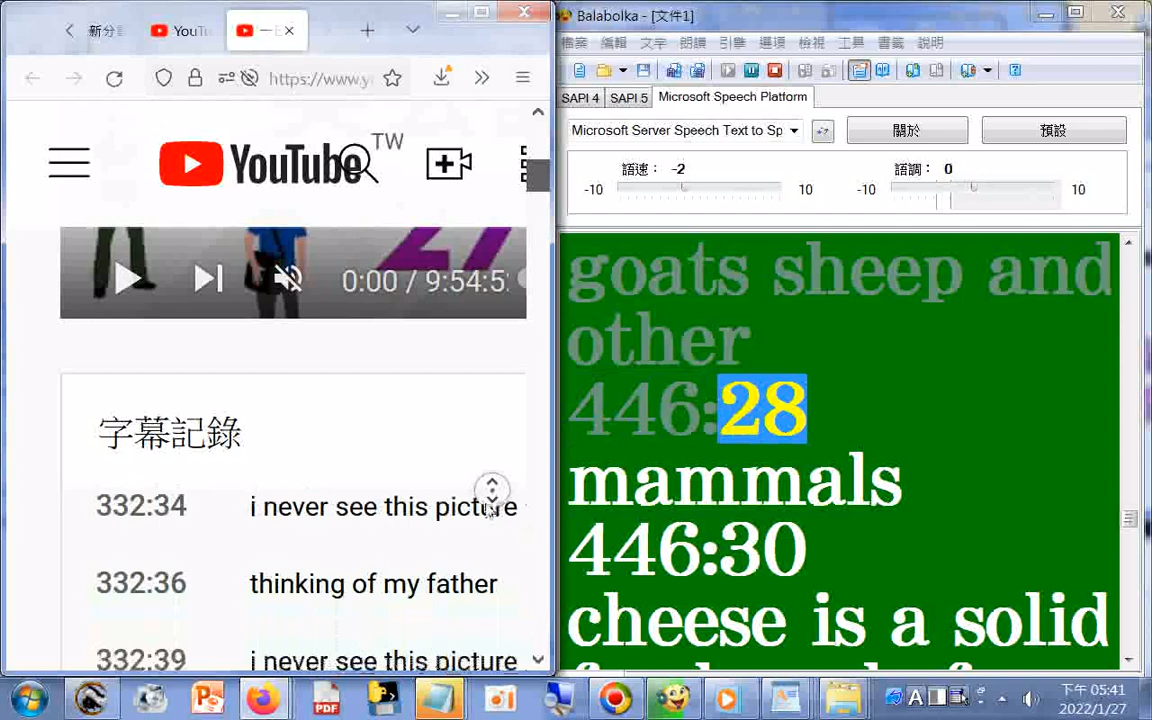 新分
YouTu
一 E
https://www.y
YouTube TW
27
0:00 / 9:54:5
字幕記錄
332:34 i never see this picture
332:36 thinking of my father
332:39 i never see this picture
Balabolka - [文件1]
檔案 編輯 文字 朗讀 引擎 選項 檢視 工具 書籤 說明
SAPI 4 SAPI 5 Microsoft Speech Platform
Microsoft Server Speech Text to Sp
關於 預設
語速： -2 語調： 0
-10 10 -10 10
goats sheep and
other
446:28
mammals
446:30
cheese is a solid
PDF
A
下午 05:41
2022/1/27